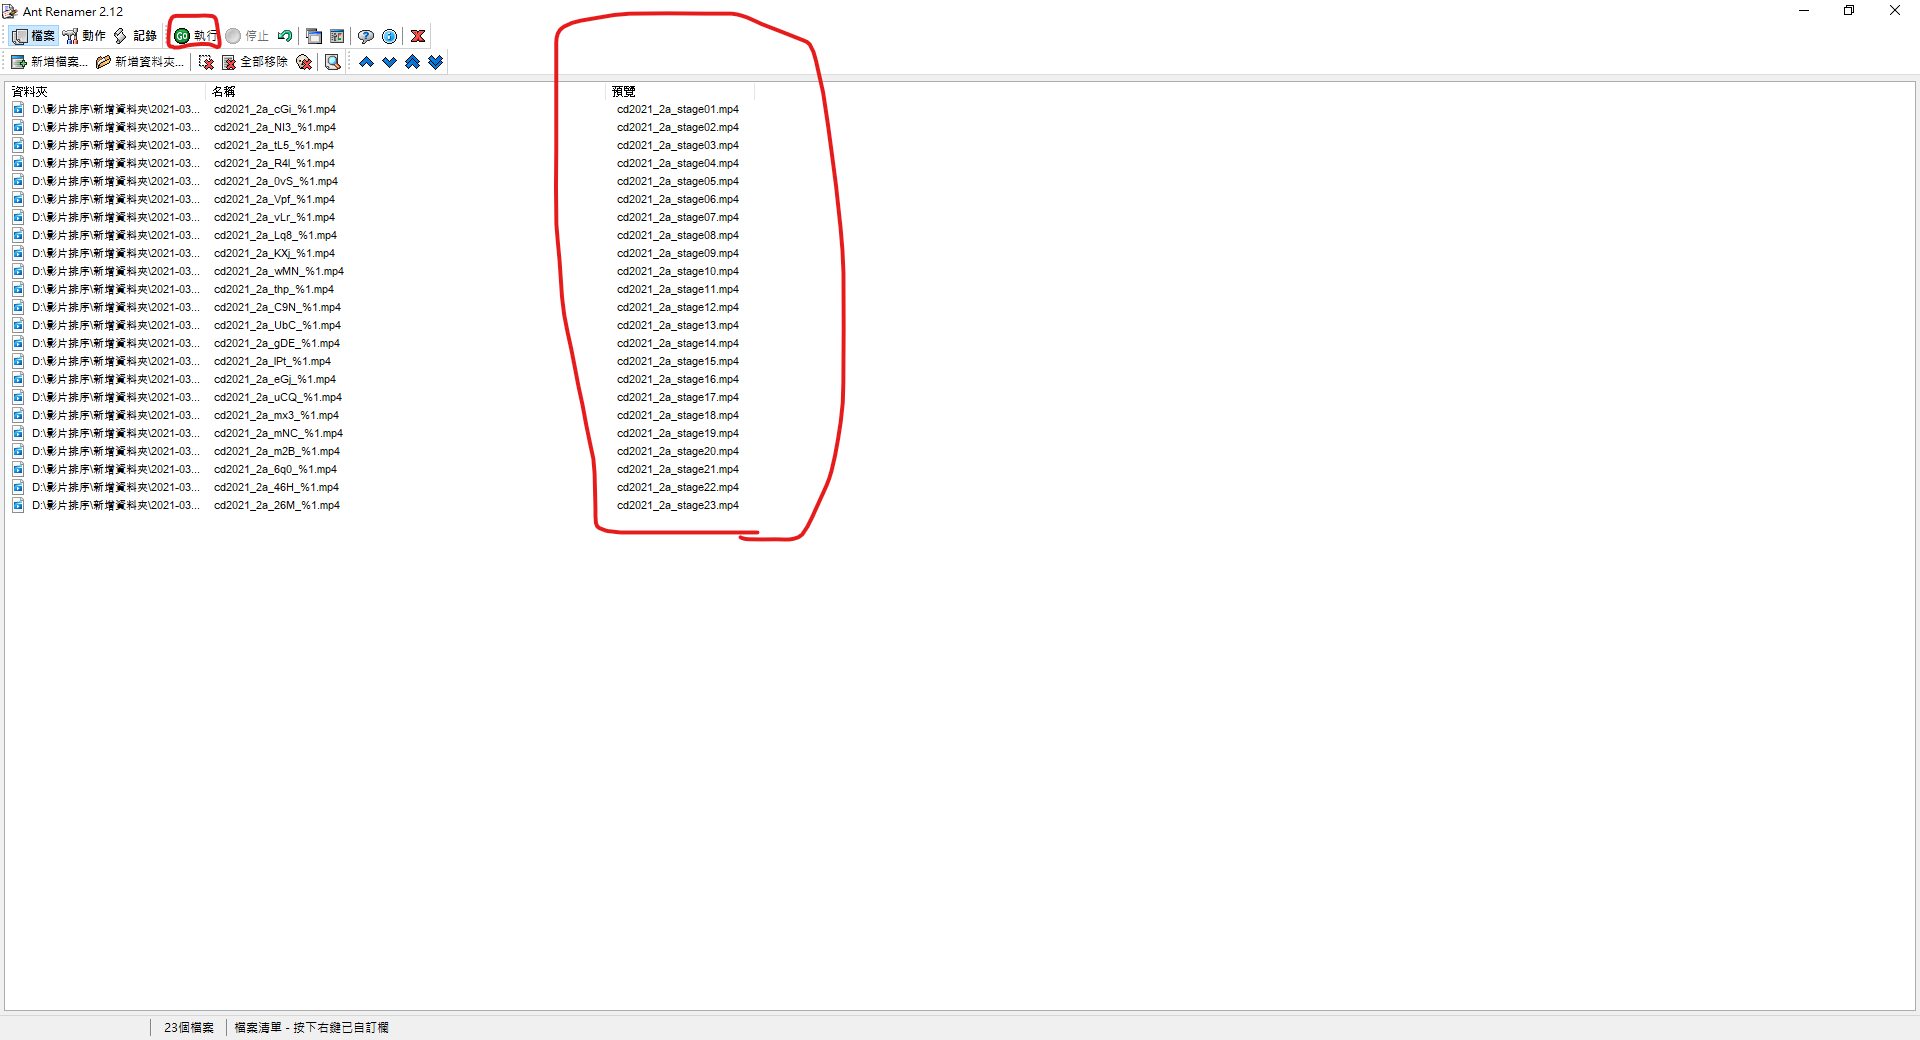 Ant Renamer 2.12
檔案 動作 記錄 Go 執行 停止
新增檔案... 新增資料夾... 全部移除
資料夾 名稱 預覽
D:\影片排序\新增資料夾\2021-03... cd2021_2a_cGi_%1.mp4 cd2021_2a_stage01.mp4
D:\影片排序\新增資料夾\2021-03... cd2021_2a_NI3_%1.mp4 cd2021_2a_stage02.mp4
D:\影片排序\新增資料夾\2021-03... cd2021_2a_tL5_%1.mp4 cd2021_2a_stage03.mp4
D:\影片排序\新增資料夾\2021-03... cd2021_2a_R4l_%1.mp4 cd2021_2a_stage04.mp4
D:\影片排序\新增資料夾\2021-03... cd2021_2a_0vS_%1.mp4 cd2021_2a_stage05.mp4
D:\影片排序\新增資料夾\2021-03... cd2021_2a_Vpf_%1.mp4 cd2021_2a_stage06.mp4
D:\影片排序\新增資料夾\2021-03... cd2021_2a_vLr_%1.mp4 cd2021_2a_stage07.mp4
D:\影片排序\新增資料夾\2021-03... cd2021_2a_Lq8_%1.mp4 cd2021_2a_stage08.mp4
D:\影片排序\新增資料夾\2021-03... cd2021_2a_KXj_%1.mp4 cd2021_2a_stage09.mp4
D:\影片排序\新增資料夾\2021-03... cd2021_2a_wMN_%1.mp4 cd2021_2a_stage10.mp4
D:\影片排序\新增資料夾\2021-03... cd2021_2a_thp_%1.mp4 cd2021_2a_stage11.mp4
D:\影片排序\新增資料夾\2021-03... cd2021_2a_C9N_%1.mp4 cd2021_2a_stage12.mp4
D:\影片排序\新增資料夾\2021-03... cd2021_2a_UbC_%1.mp4 cd2021_2a_stage13.mp4
D:\影片排序\新增資料夾\2021-03... cd2021_2a_gDE_%1.mp4 cd2021_2a_stage14.mp4
D:\影片排序\新增資料夾\2021-03... cd2021_2a_lPt_%1.mp4 cd2021_2a_stage15.mp4
D:\影片排序\新增資料夾\2021-03... cd2021_2a_eGj_%1.mp4 cd2021_2a_stage16.mp4
D:\影片排序\新增資料夾\2021-03... cd2021_2a_uCQ_%1.mp4 cd2021_2a_stage17.mp4
D:\影片排序\新增資料夾\2021-03... cd2021_2a_mx3_%1.mp4 cd2021_2a_stage18.mp4
D:\影片排序\新增資料夾\2021-03... cd2021_2a_mNC_%1.mp4 cd2021_2a_stage19.mp4
D:\影片排序\新增資料夾\2021-03... cd2021_2a_m2B_%1.mp4 cd2021_2a_stage20.mp4
D:\影片排序\新增資料夾\2021-03... cd2021_2a_6q0_%1.mp4 cd2021_2a_stage21.mp4
D:\影片排序\新增資料夾\2021-03... cd2021_2a_46H_%1.mp4 cd2021_2a_stage22.mp4
D:\影片排序\新增資料夾\2021-03... cd2021_2a_26M_%1.mp4 cd2021_2a_stage23.mp4
23個檔案 檔案清單 - 按下右鍵已自訂欄